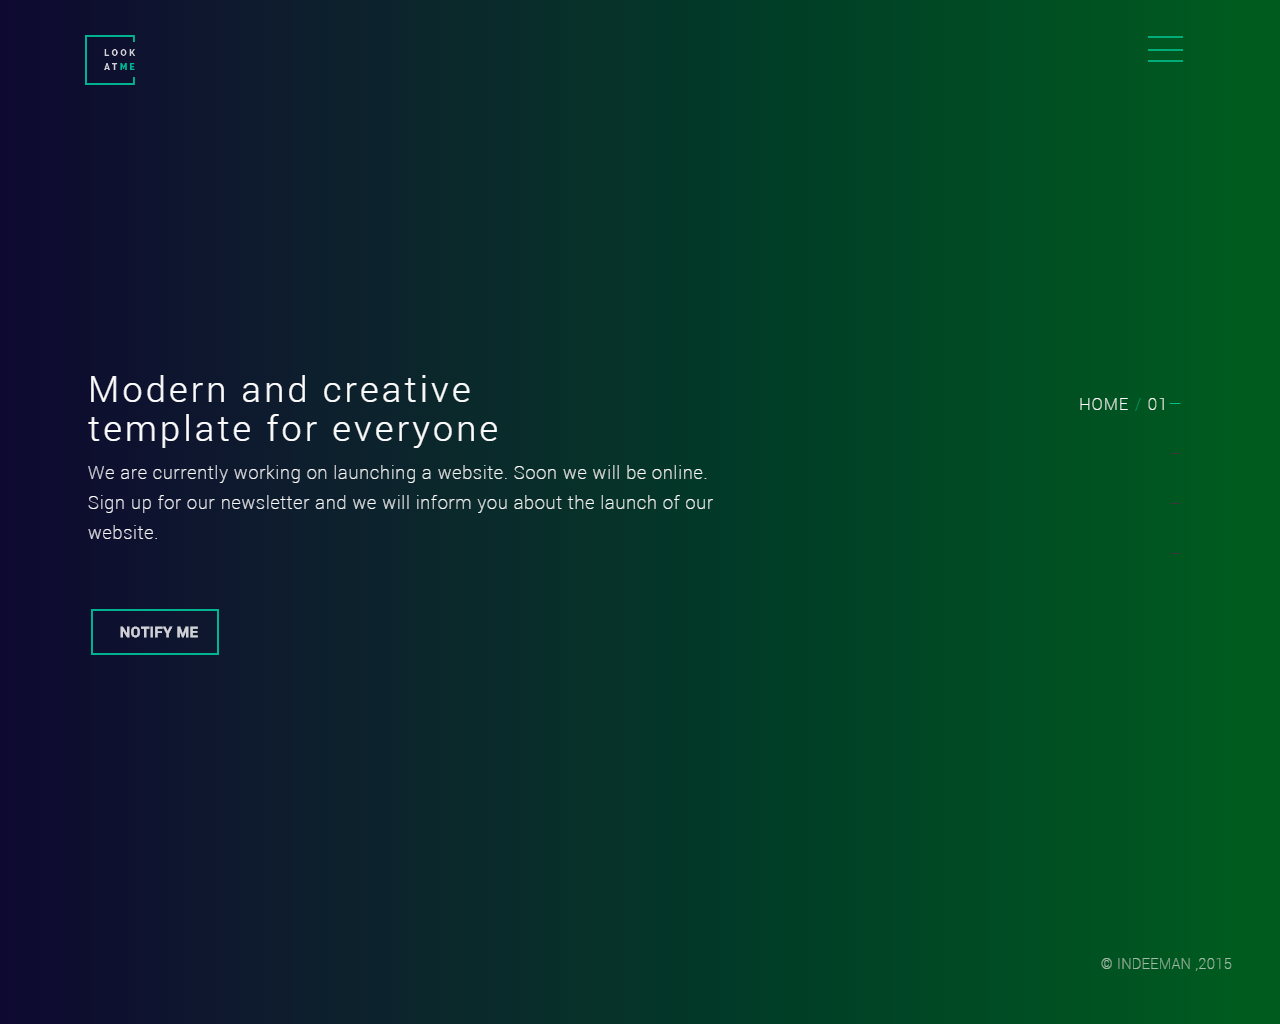 LOOK
ATME
Modern and creative
template for everyone
HOME / 01—
We are currently working on launching a website. Soon we will be online.
Sign up for our newsletter and we will inform you about the launch of our
website.
NOTIFY ME
© INDEEMAN ,2015